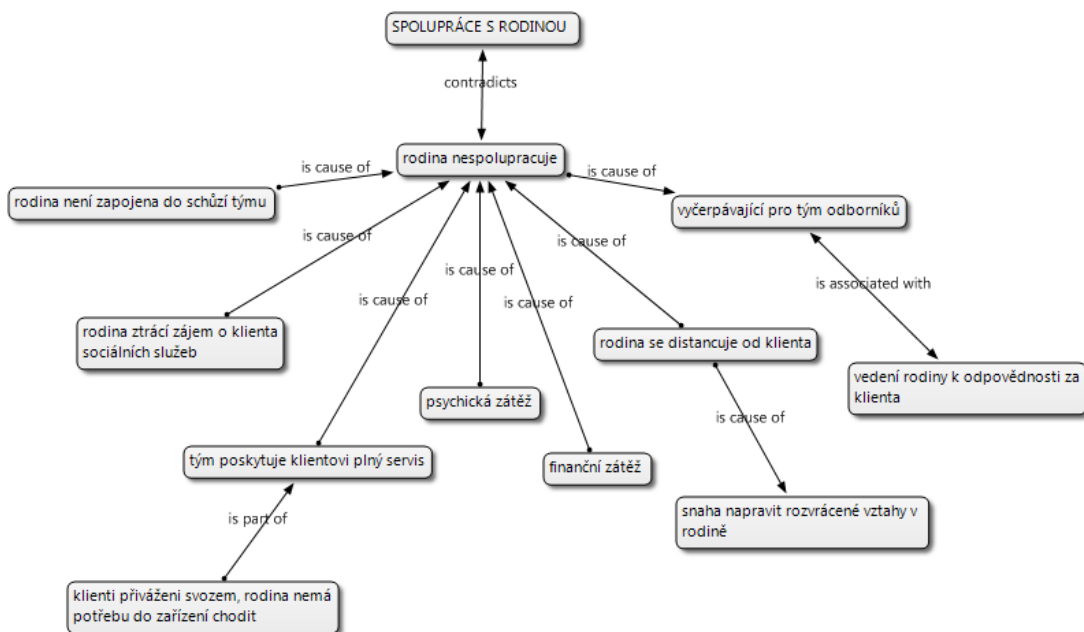 SPOLUPRÁCE S RODINOU
contradicts
rodina nespolupracuje
is cause of
is cause of
rodina není zapojena do schůzí týmu
vyčerpávající pro tým odborníků
is cause of
is cause of
is cause of
is associated with
is cause of
is cause of
rodina ztrácí zájem o klienta
sociálních služeb
rodina se distancuje od klienta
vedení rodiny k odpovědnosti za
klienta
psychická zátěž
is cause of
tým poskytuje klientovi plný servis
finanční zátěž
snaha napravit rozvrácené vztahy v
rodině
is part of
klienti přiváženi svozem, rodina nemá
potřebu do zařízení chodit